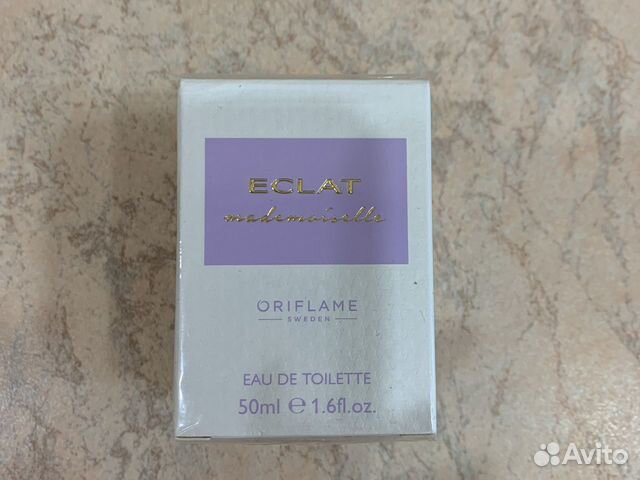 ECLAT
mademoiselle
ORIFLAME
SWEDEN
EAU DE TOILETTE
50ml ℮ 1.6fl.oz.
Avito